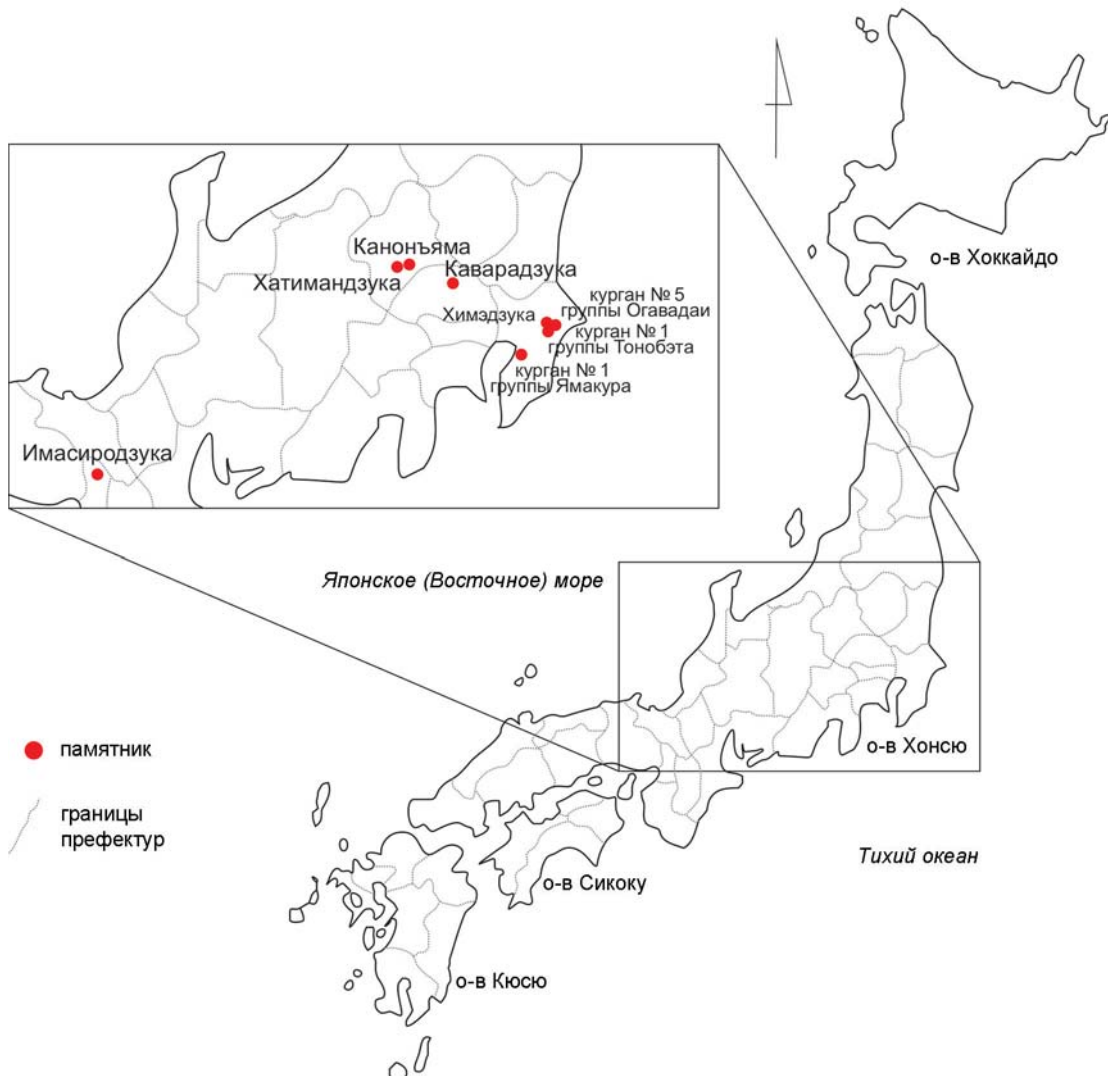 о-в Хоккайдо
Канонъяма
Хатимандзука
Каварадзука
Химэдзука
курган № 5
группы Огавадаи
курган № 1
группы Тонобэта
курган № 1
группы Ямакура
Имасиродзука
Японское (Восточное) море
о-в Хонсю
памятник
границы
префектур
Тихий океан
о-в Сикоку
о-в Кюсю